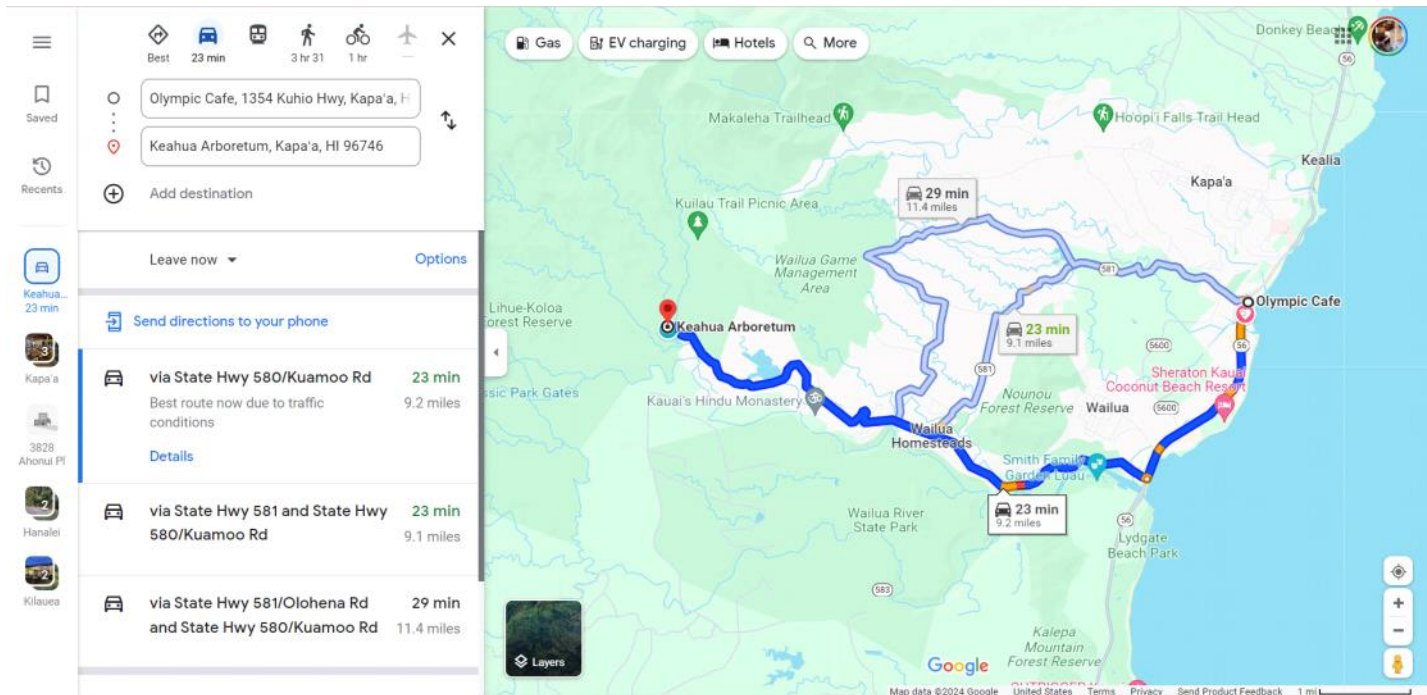 Best
23 min
3 hr 31
1 hr
—
Saved
Recents
Olympic Cafe, 1354 Kuhio Hwy, Kapa'a, H
Keahua Arboretum, Kapa'a, HI 96746
Add destination
Leave now
Options
Send directions to your phone
via State Hwy 580/Kuamoo Rd
23 min
Best route now due to traffic
9.2 miles
conditions
Details
via State Hwy 581 and State Hwy
23 min
580/Kuamoo Rd
9.1 miles
via State Hwy 581/Olohena Rd
29 min
and State Hwy 580/Kuamoo Rd
11.4 miles
Keahua...
23 min
3
Kapa'a
3828
Ahonui Pl
2
Hanalei
2
Kilauea
Gas
EV charging
Hotels
More
Donkey Beac
56
Makaleha Trailhead
Ho'opi'i Falls Trail Head
Kealia
Kapa'a
29 min
11.4 miles
Kuilau Trail Picnic Area
Wailua Game
Management
Area
581
Olympic Cafe
Lihue-Koloa
orest Reserve
Keahua Arboretum
23 min
9.1 miles
5600
56
581
Sheraton Kauai
Coconut Beach Resort
ssic Park Gates
Kauai's Hindu Monastery
Nounou
Forest Reserve
Wailua
5600
Wailua
Homesteads
Smith Family
Garden Luau
23 min
9.2 miles
Wailua River
State Park
56
Lydgate
Beach Park
583
Kalepa
Mountain
Forest Reserve
Layers
Google
Map data ©2024 Google
United States
Terms
Privacy
Send Product Feedback
1 mi